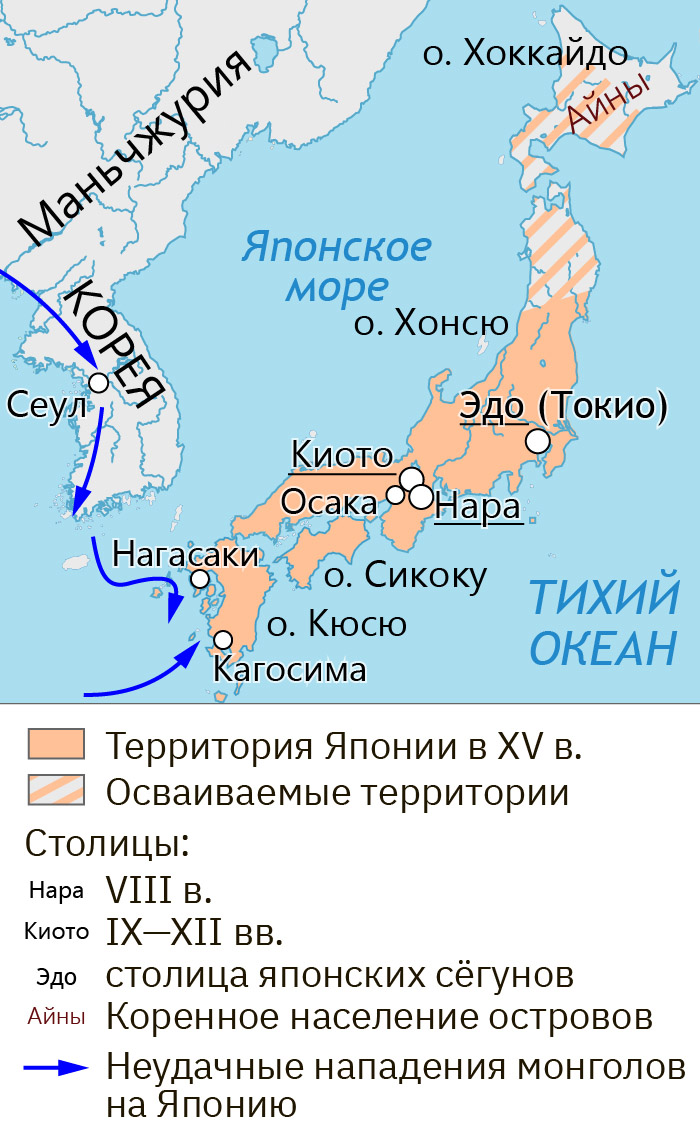 о. Хоккайдо
Айны
Маньчжурия
Японское
море
КОРЕЯ
о. Хонсю
Сеул
Эдо (Токио)
Киото
Осака
Нара
Нагасаки
о. Сикоку
ТИХИЙ
ОКЕАН
о. Кюсю
Кагосима
Территория Японии в XV в.
Осваиваемые территории
Столицы:
Нара VIII в.
Киото IX—XII вв.
Эдо столица японских сёгунов
Айны Коренное население островов
Неудачные нападения монголов
на Японию